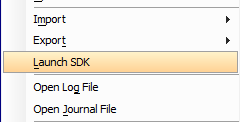 Import
Export
Launch SDK
Open Log File
Open Journal File